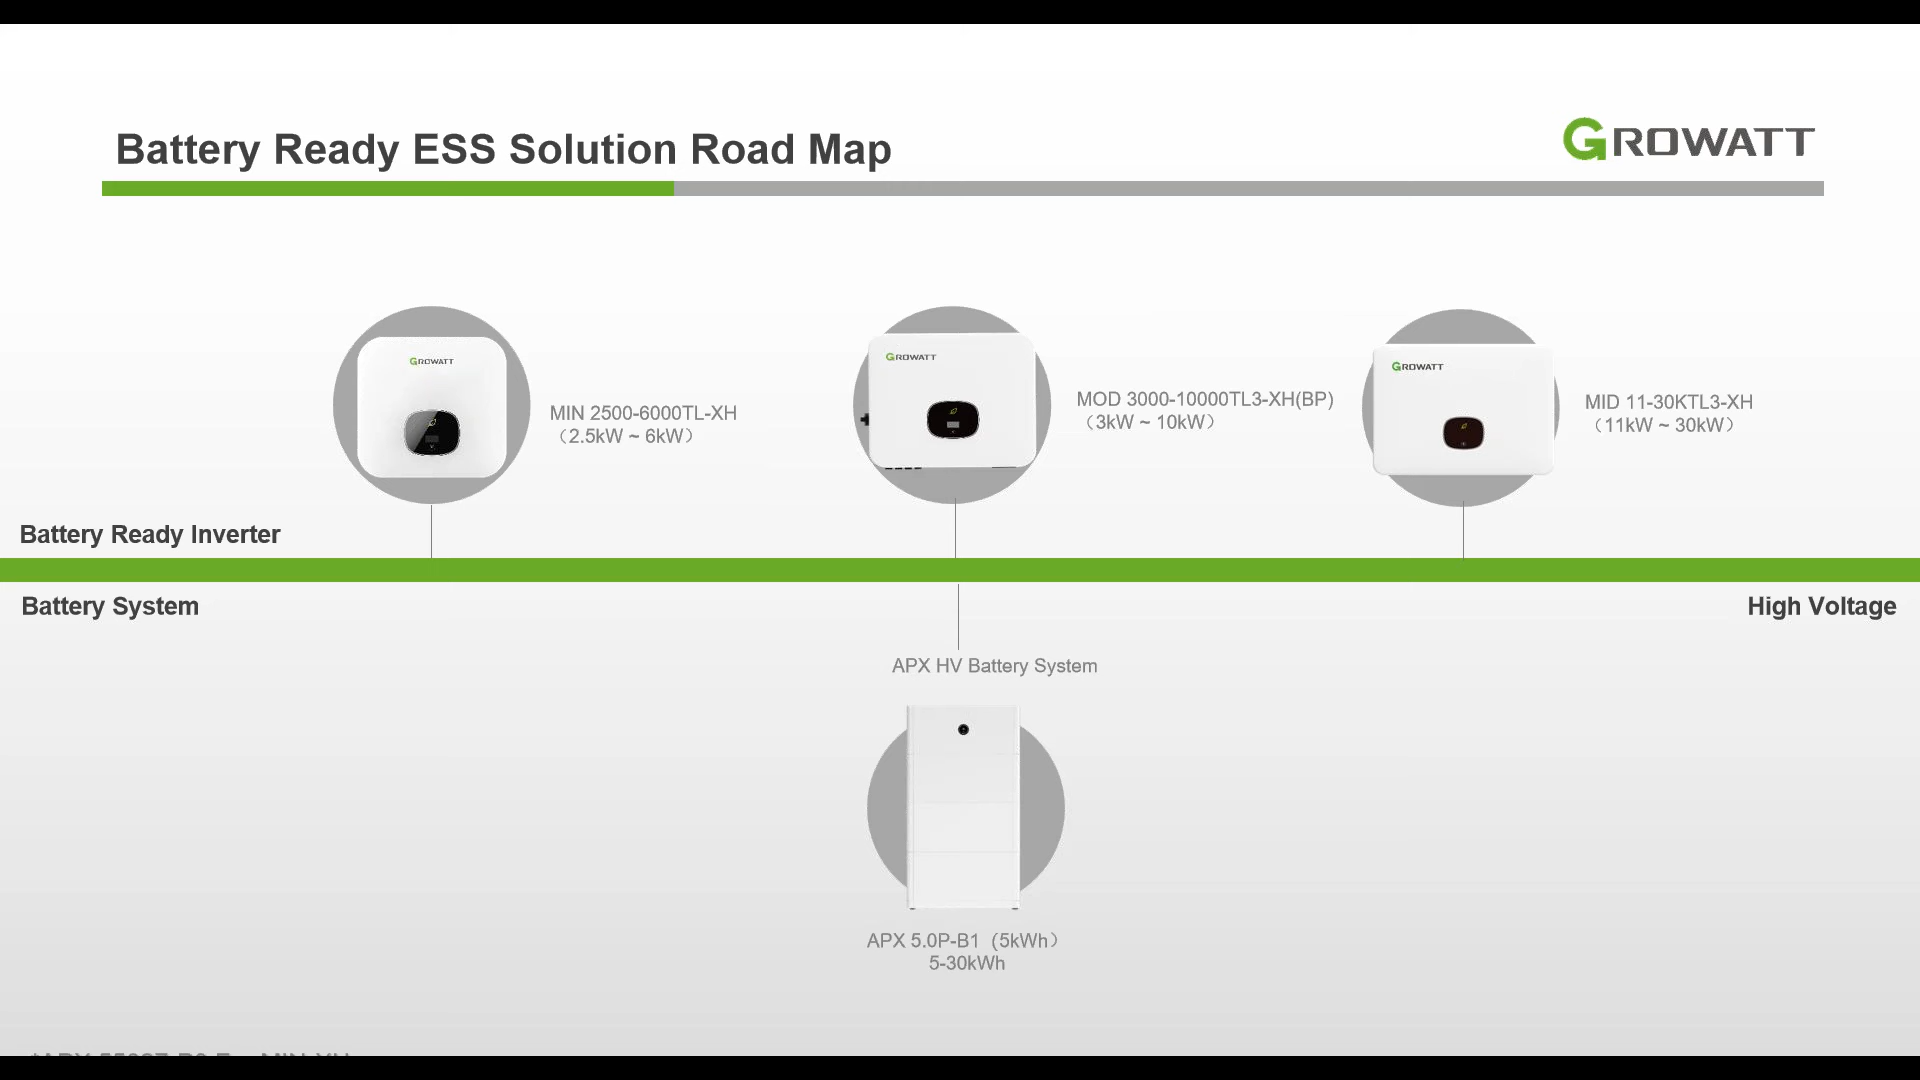 Battery Ready ESS Solution Road Map
GROWATT
GROWATT
MIN 2500-6000TL-XH
（2.5kW ~ 6kW）
GROWATT
MOD 3000-10000TL3-XH(BP)
（3kW ~ 10kW）
GROWATT
MID 11-30KTL3-XH
（11kW ~ 30kW）
Battery Ready Inverter
Battery System
High Voltage
APX HV Battery System
APX 5.0P-B1（5kWh）
5-30kWh